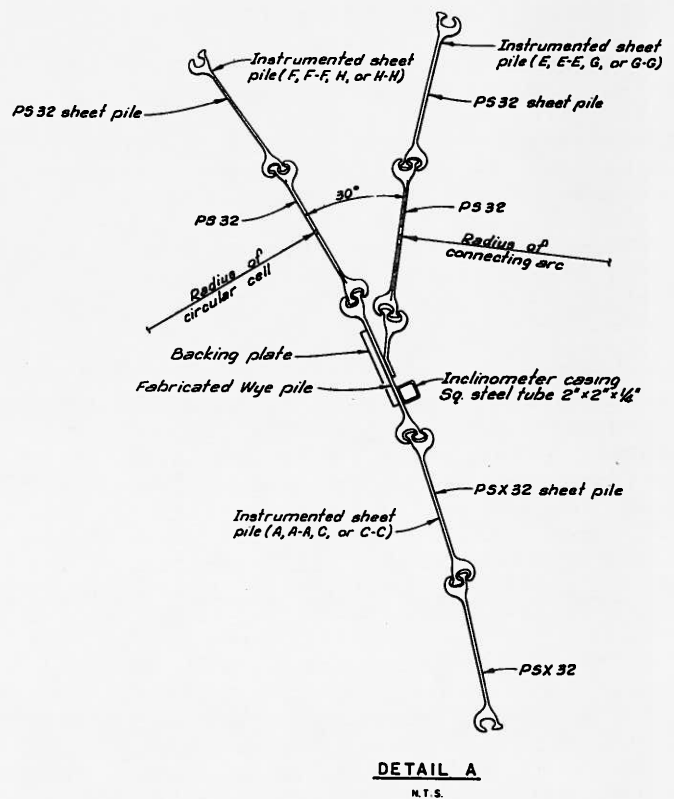 Instrumented sheet
pile (F, F-F, H, or H-H)
Instrumented sheet
pile (E, E-E, G, or G-G)
PS 32 sheet pile
PS 32 sheet pile
30°
PS 32
PS 32
Radius of
circular cell
Radius of
connecting arc
Backing plate
Fabricated Wye pile
Inclinometer casing
Sq. steel tube 2"x2"x¼"
PSX 32 sheet pile
Instrumented sheet
pile (A, A-A, C, or C-C)
PSX 32
DETAIL A
N.T.S.